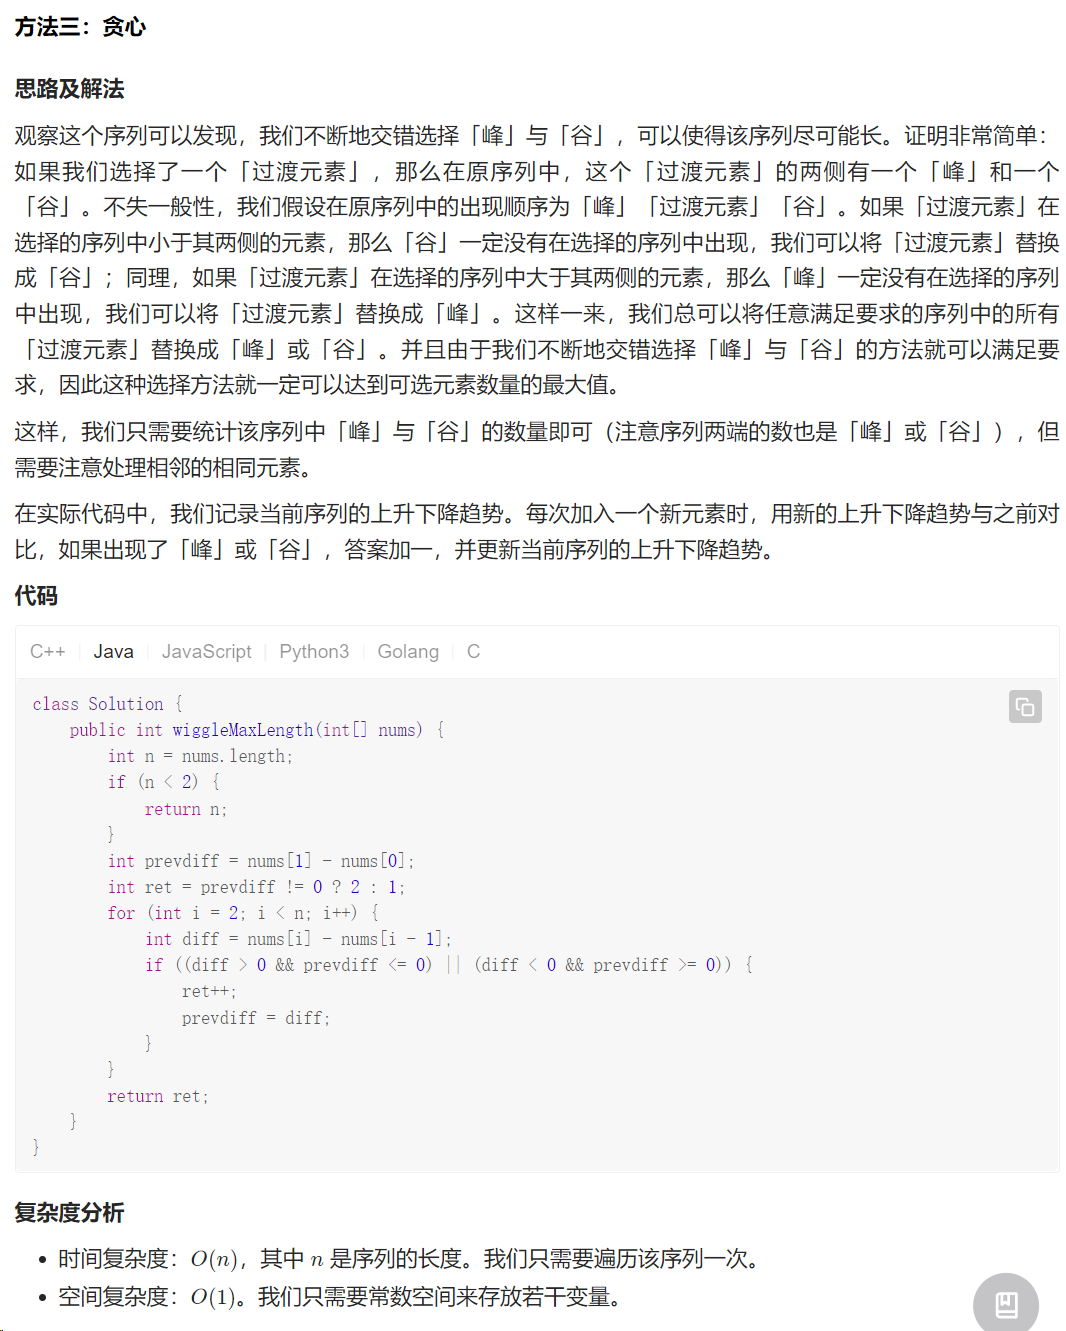 方法三：贪心
思路及解法
观察这个序列可以发现，我们不断地交错选择「峰」与「谷」，可以使得该序列尽可能长。证明非常简单：
如果我们选择了一个「过渡元素」，那么在原序列中，这个「过渡元素」的两侧有一个「峰」和一个
「谷」。不失一般性，我们假设在原序列中的出现顺序为「峰」「过渡元素」「谷」。如果「过渡元素」在
选择的序列中小于其两侧的元素，那么「谷」一定没有在选择的序列中出现，我们可以将「过渡元素」替换
成「谷」；同理，如果「过渡元素」在选择的序列中大于其两侧的元素，那么「峰」一定没有在选择的序列
中出现，我们可以将「过渡元素」替换成「峰」。这样一来，我们总可以将任意满足要求的序列中的所有
「过渡元素」替换成「峰」或「谷」。并且由于我们不断地交错选择「峰」与「谷」的方法就可以满足要
求，因此这种选择方法就一定可以达到可选元素数量的最大值。
这样，我们只需要统计该序列中「峰」与「谷」的数量即可（注意序列两端的数也是「峰」或「谷」），但
需要注意处理相邻的相同元素。
在实际代码中，我们记录当前序列的上升下降趋势。每次加入一个新元素时，用新的上升下降趋势与之前对
比，如果出现了「峰」或「谷」，答案加一，并更新当前序列的上升下降趋势。
代码
C++ Java JavaScript Python3 Golang C
class Solution {
    public int wiggleMaxLength(int[] nums) {
        int n = nums.length;
        if (n < 2) {
            return n;
        }
        int prevdiff = nums[1] - nums[0];
        int ret = prevdiff != 0 ? 2 : 1;
        for (int i = 2; i < n; i++) {
            int diff = nums[i] - nums[i - 1];
            if ((diff > 0 && prevdiff <= 0) || (diff < 0 && prevdiff >= 0)) {
                ret++;
                prevdiff = diff;
            }
        }
        return ret;
    }
}
复杂度分析
• 时间复杂度：O(n)，其中 n 是序列的长度。我们只需要遍历该序列一次。
• 空间复杂度：O(1)。我们只需要常数空间来存放若干变量。